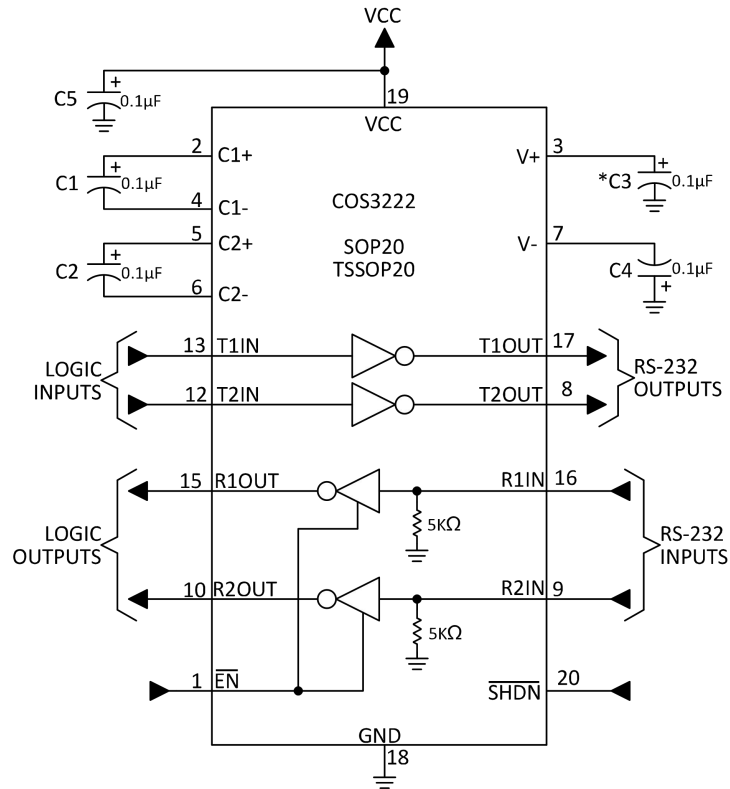 VCC
19
VCC
C5
+
0.1µF
2
C1+
C1
+
0.1µF
4
C1-
5
C2+
C2
+
0.1µF
6
C2-
COS3222
SOP20
TSSOP20
V+
3
*C3
+
0.1µF
V-
7
C4
0.1µF
+
LOGIC
INPUTS
13
T1IN
T1OUT
17
12
T2IN
T2OUT
8
RS-232
OUTPUTS
LOGIC
OUTPUTS
15
R1OUT
R1IN
16
5KΩ
10
R2OUT
R2IN
9
5KΩ
RS-232
INPUTS
1
EN
SHDN
20
GND
18